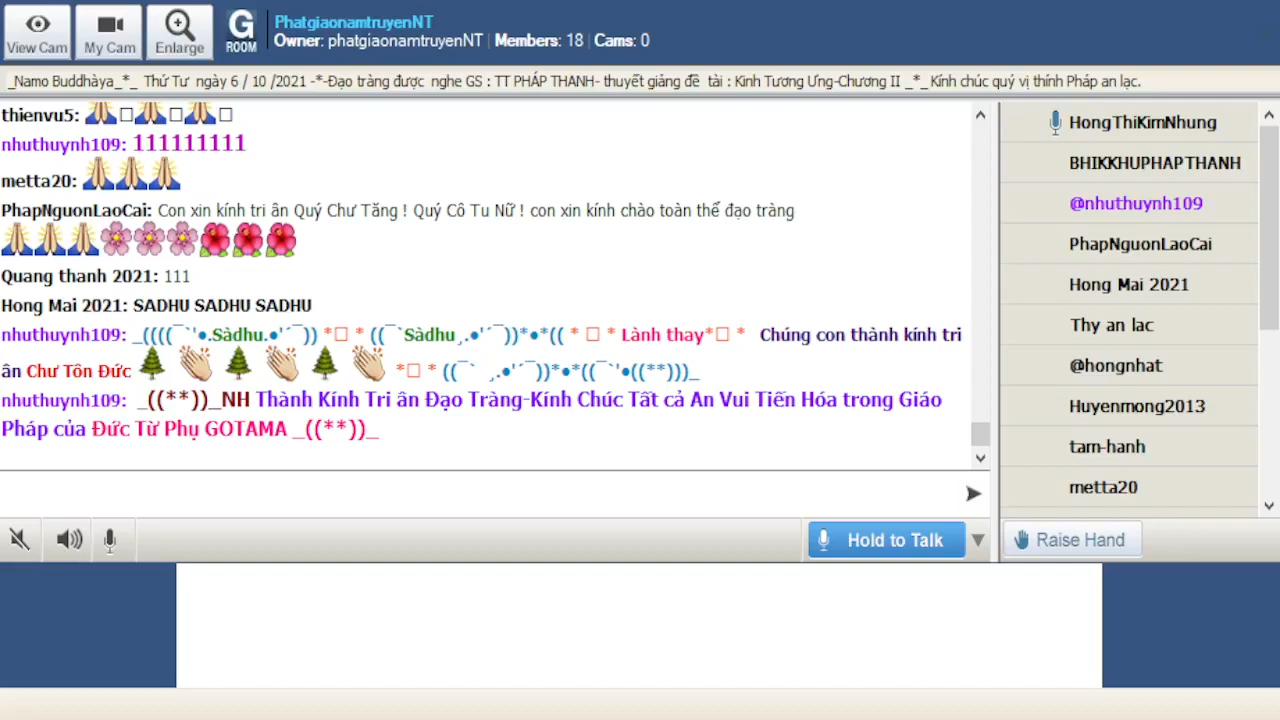 View Cam
My Cam
Enlarge
G
ROOM
PhatgiaonamtruyenNT
Owner: phatgiaonamtruyenNT | Members: 18 | Cams: 0
_Namo Buddhàya_*_ Thứ Tư ngày 6 / 10 /2021 -*-Đạo tràng được nghe GS : TT PHÁP THANH- thuyết giảng đề tài : Kinh Tương Ưng-Chương II _*_Kính chúc quý vị thính Pháp an lạc.
thienvu5: 🙏□🙏□🙏□
nhuthuynh109: 111111111
metta20: 🙏🙏🙏
PhapNguonLaoCai: Con xin kính tri ân Quý Chư Tăng ! Quý Cô Tu Nữ ! con xin kính chào toàn thể đạo tràng
🙏🙏🙏🌸🌸🌸🌺🌺🌺
Quang thanh 2021: 111
Hong Mai 2021: SADHU SADHU SADHU
nhuthuynh109: _((((¯`'•.Sàdhu.•'´¯)) *□ * ((¯`Sàdhu¸.•'´¯))*•*(( * □ * Lành thay*□ * Chúng con thành kính tri
ân Chư Tôn Đức 🌲 👏 🌲 👏 🌲 👏 *□ * ((¯` ¸.•'´¯))*•*((¯`'•((**)))_
nhuthuynh109: _((**))_NH Thành Kính Tri ân Đạo Tràng-Kính Chúc Tất cả An Vui Tiến Hóa trong Giáo
Pháp của Đức Từ Phụ GOTAMA _((**))_
HongThiKimNhung
BHIKKHUPHAPTHANH
@nhuthuynh109
PhapNguonLaoCai
Hong Mai 2021
Thy an lac
@hongnhat
Huyenmong2013
tam-hanh
metta20
Hold to Talk
Raise Hand